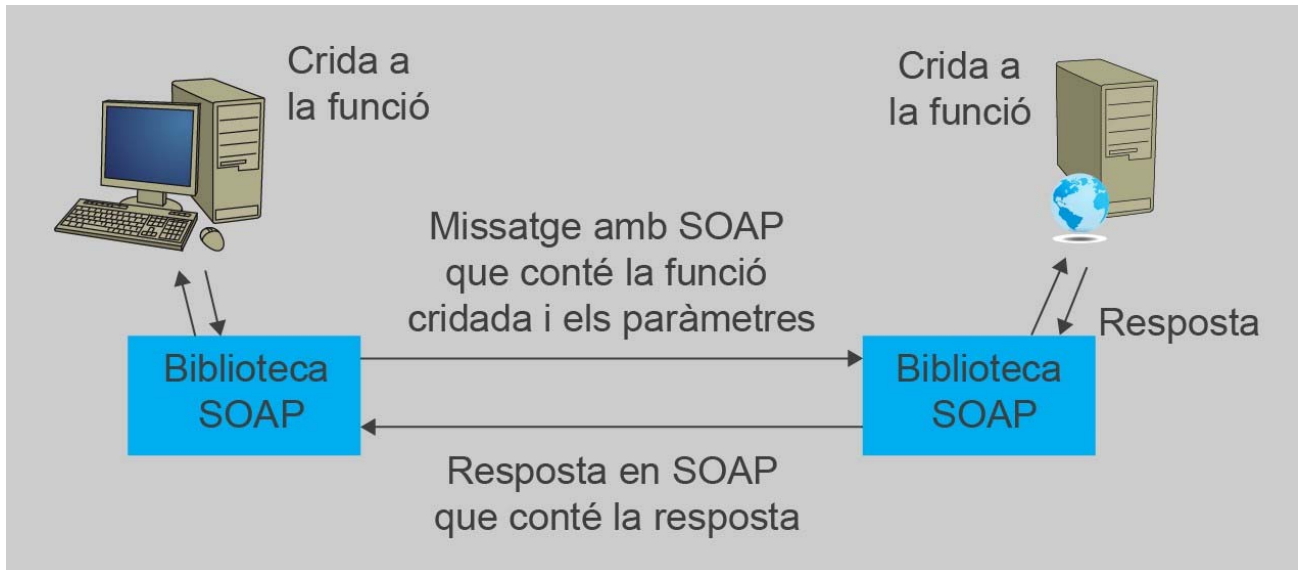 Crida a
la funció
Crida a
la funció
Missatge amb SOAP
que conté la funció
cridada i els paràmetres
Resposta
Biblioteca
SOAP
Biblioteca
SOAP
Resposta en SOAP
que conté la resposta